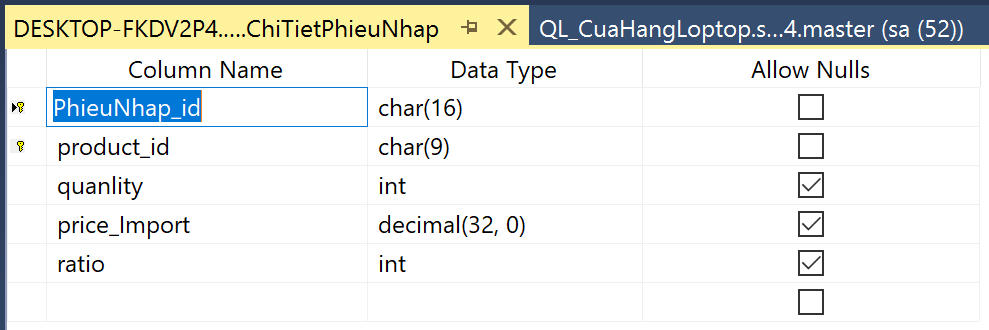 DESKTOP-FKDV2P4.....ChiTietPhieuNhap QL_CuaHangLoptop.s...4.master (sa (52))
Column Name Data Type Allow Nulls
PhieuNhap_id char(16)
product_id char(9)
quanlity int
price_Import decimal(32, 0)
ratio int